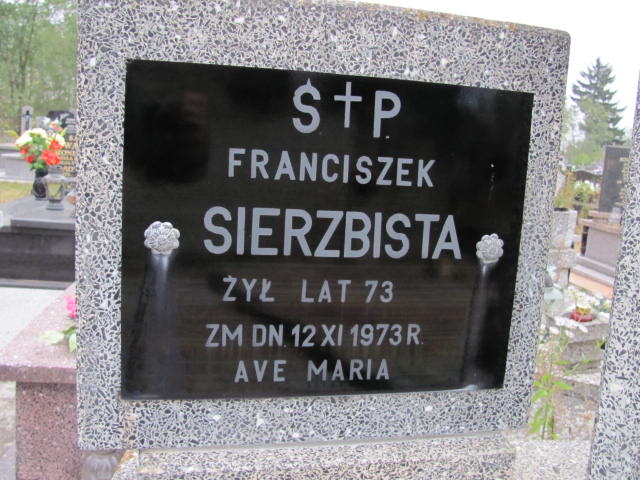 Ś. † P.
FRANCISZEK
SIERZBISTA
ŻYŁ LAT 73
ZM DN. 12 XI 1973 R.
AVE MARIA